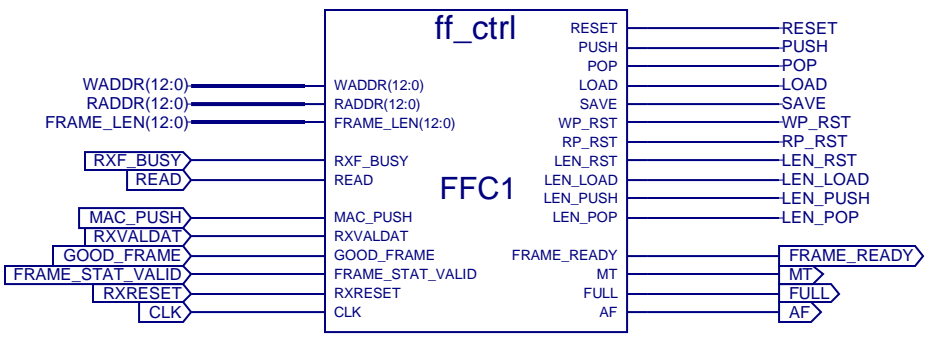 ff_ctrl
RESET RESET
PUSH PUSH
POP POP
WADDR(12:0) WADDR(12:0) LOAD LOAD
RADDR(12:0) RADDR(12:0) SAVE SAVE
FRAME_LEN(12:0) FRAME_LEN(12:0) WP_RST WP_RST
RP_RST RP_RST
RXF_BUSY RXF_BUSY LEN_RST LEN_RST
READ READ LEN_LOAD LEN_LOAD
FFC1
LEN_PUSH LEN_PUSH
MAC_PUSH MAC_PUSH LEN_POP LEN_POP
RXVALDAT RXVALDAT
GOOD_FRAME GOOD_FRAME FRAME_READY FRAME_READY
FRAME_STAT_VALID FRAME_STAT_VALID MT MT
RXRESET RXRESET FULL FULL
CLK CLK AF AF